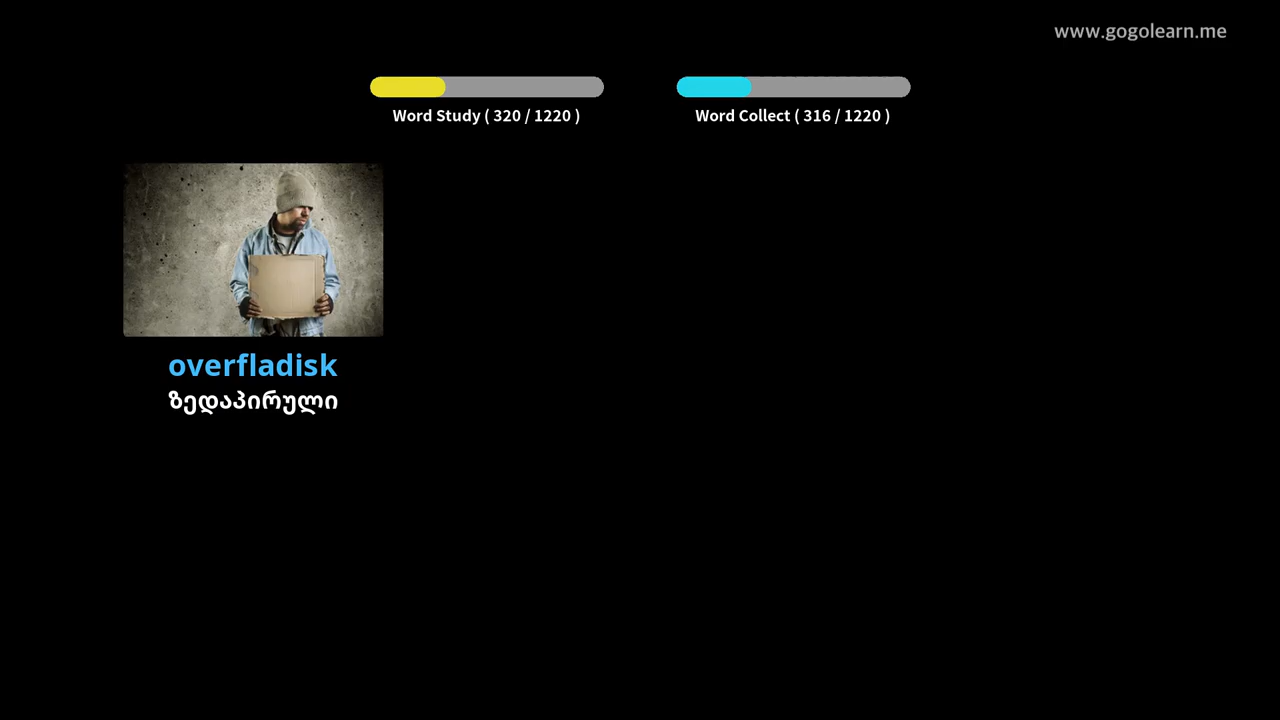 www.gogolearn.me
Word Study ( 320 / 1220 )
Word Collect ( 316 / 1220 )
overfladisk
ზედაპირული